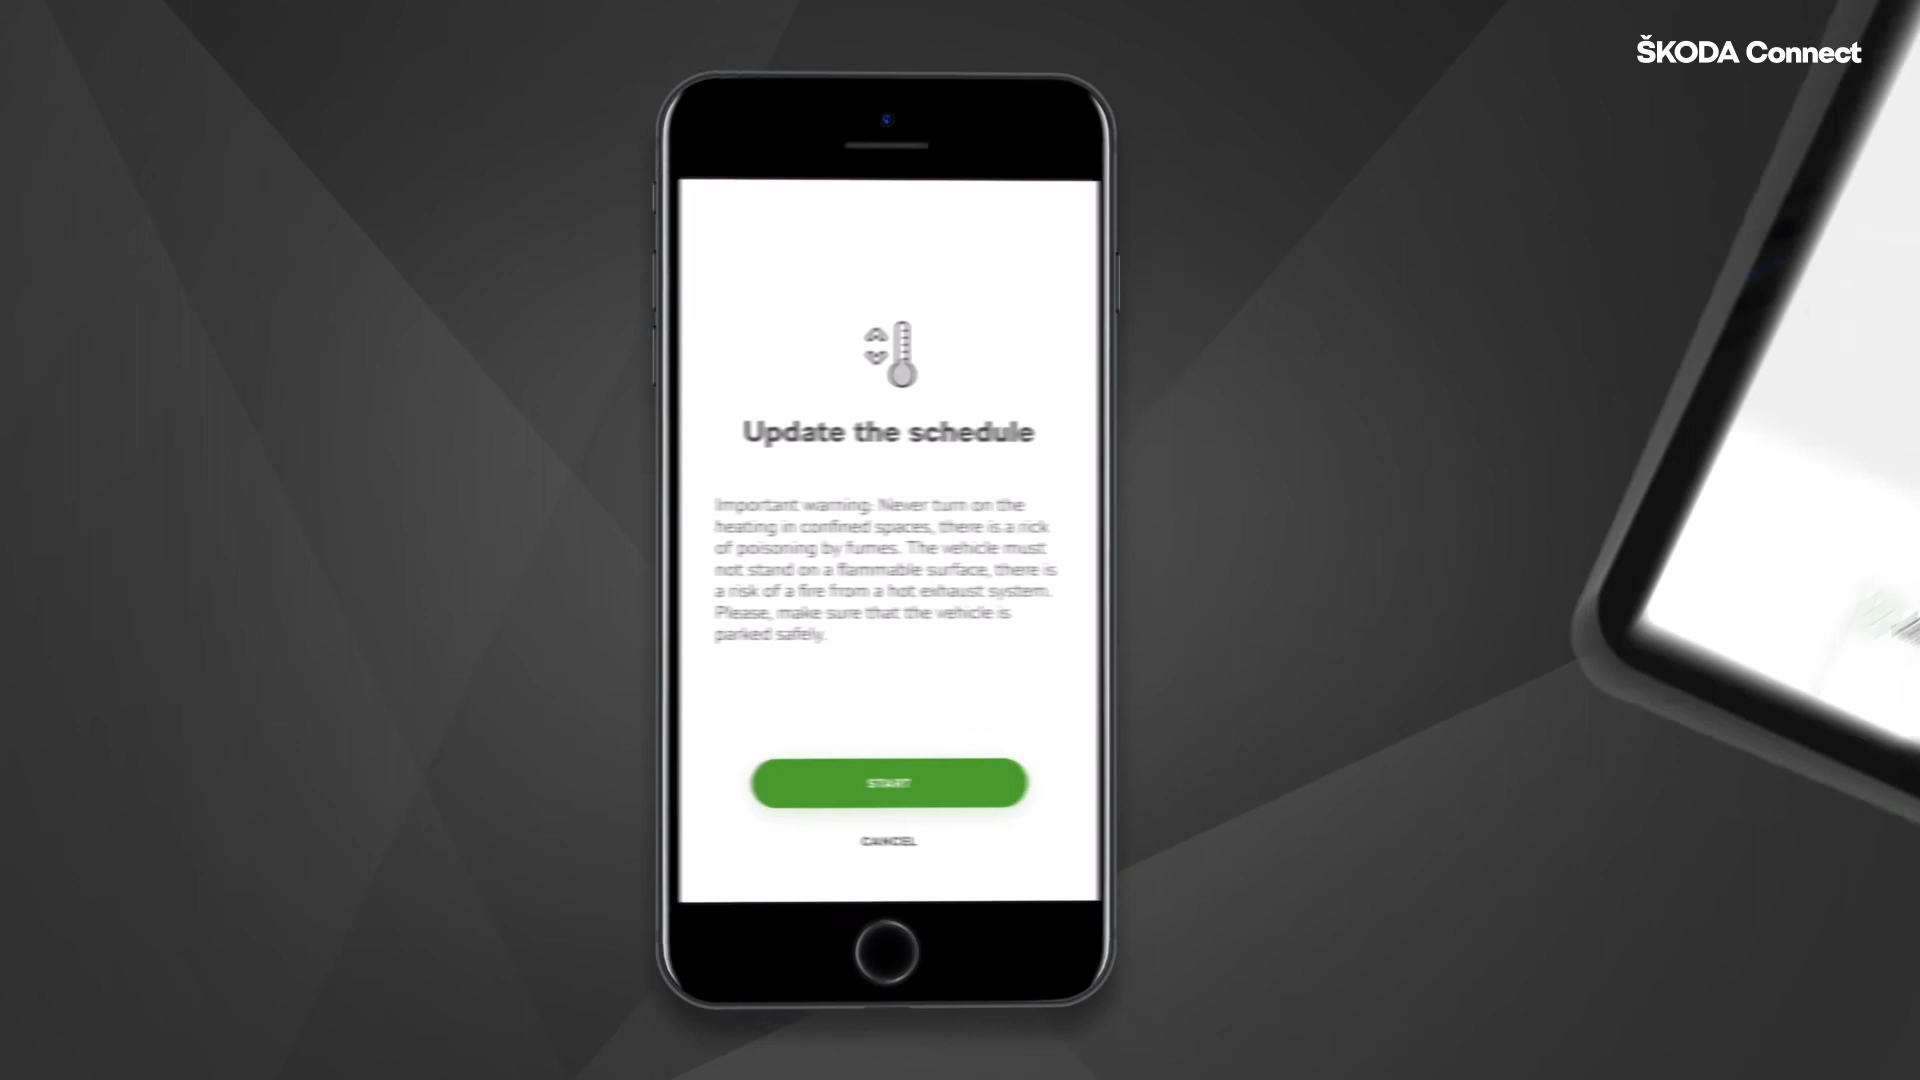 ŠKODA Connect
Update the schedule
Important warning: Never turn on the
heating in confined spaces, there is a rick
of poisoning by fumes. The vehicle must
not stand on a flammable surface, there is
a risk of a fire from a hot exhaust system.
Please, make sure that the vehicle is
parked safely.
START
CANCEL